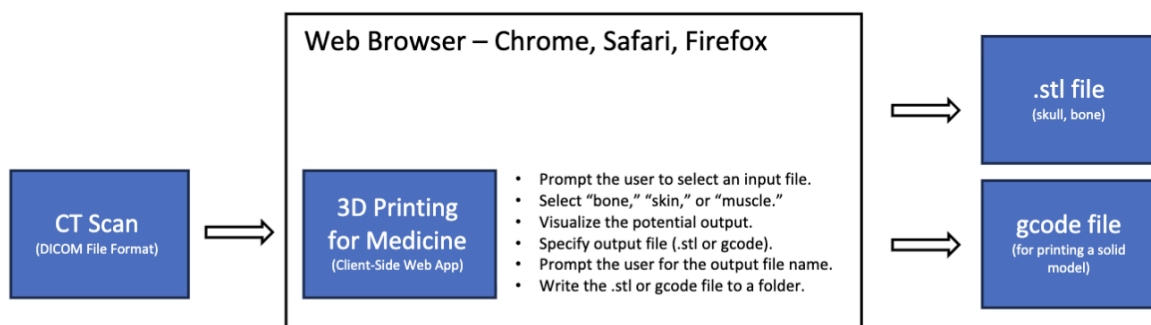 Web Browser – Chrome, Safari, Firefox
CT Scan
(DICOM File Format)
3D Printing
for Medicine
(Client-Side Web App)
• Prompt the user to select an input file.
• Select “bone,” “skin,” or “muscle.”
• Visualize the potential output.
• Specify output file (.stl or gcode).
• Prompt the user for the output file name.
• Write the .stl or gcode file to a folder.
.stl file
(skull, bone)
gcode file
(for printing a solid
model)